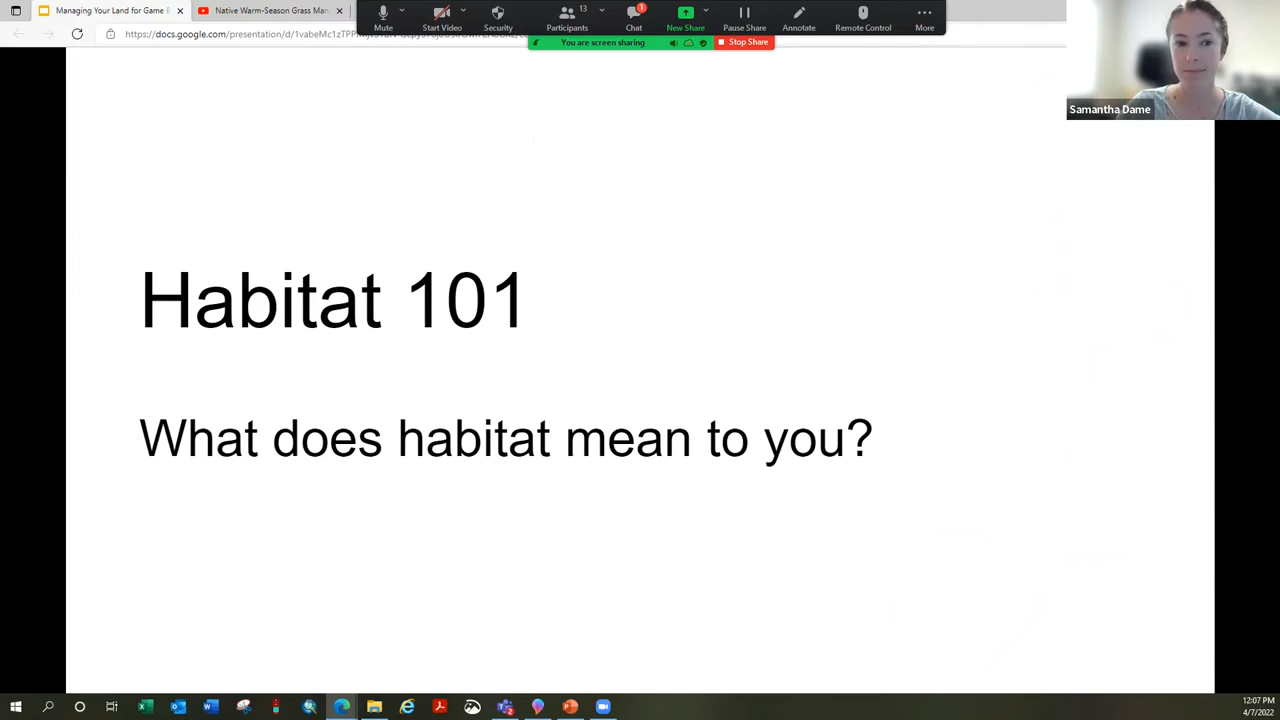 Managing Your Land for Game B
Native Warm-Season Grass Man
Mute
Start Video
Security
Participants
13
Chat
1
New Share
Pause Share
Annotate
Remote Control
More
You are screen sharing
Stop Share
Samantha Dame
Habitat 101
What does habitat mean to you?
12:07 PM
4/7/2022